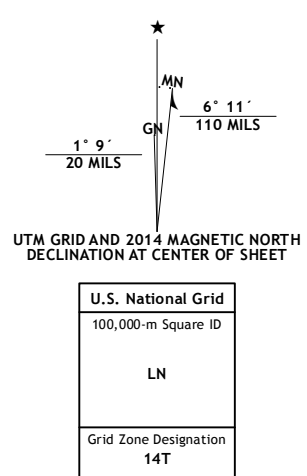 MN
GN
6° 11´
110 MILS
1° 9´
20 MILS
UTM GRID AND 2014 MAGNETIC NORTH
DECLINATION AT CENTER OF SHEET
U.S. National Grid
100,000-m Square ID
LN
Grid Zone Designation
14T